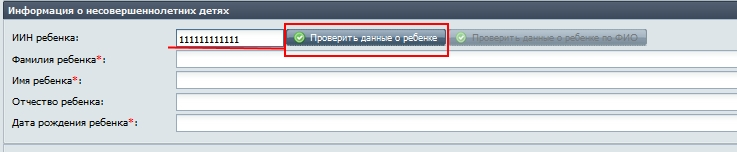 Информация о несовершеннолетних детях
ИИН ребенка: 111111111111 Проверить данные о ребенке Проверить данные о ребенке по ФИО
Фамилия ребенка*:
Имя ребенка*:
Отчество ребенка:
Дата рождения ребенка*: